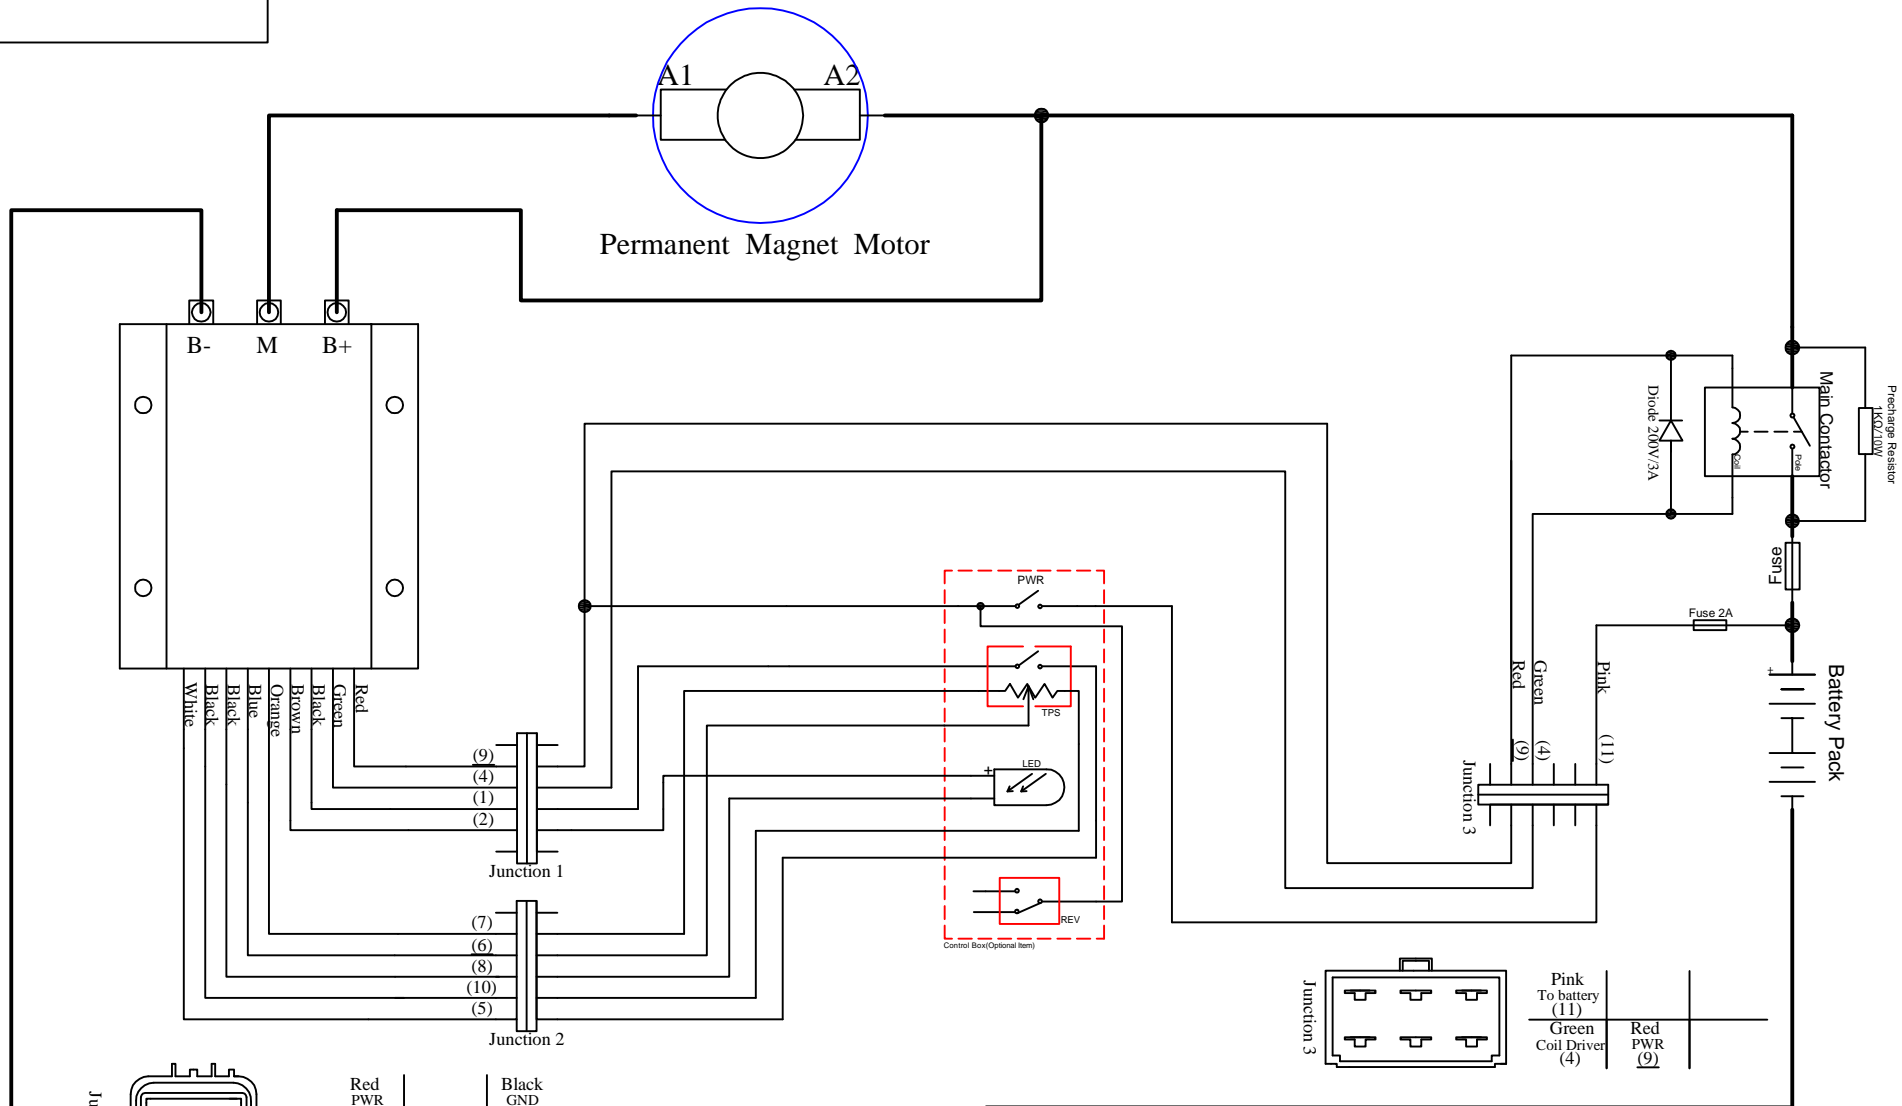 A1
A2
Permanent Magnet Motor
B-
M
B+
Main Contactor
Precharge Resistor
1KΩ/10W
Diode 200V/3A
Coil
Pole
Fuse
Fuse 2A
+
Battery Pack
PWR
TPS
LED
+
REV
Control Box(Optional Item)
White
Black
Black
Blue
Orange
Brown
Black
Green
Red
(9)
(4)
(1)
(2)
Junction 1
(7)
(6)
(8)
(10)
(5)
Junction 2
Red
Green
Pink
(9)
(4)
(11)
Junction 3
Junction 3
Pink
To battery
(11)
Green
Coil Driver
(4)
Red
PWR
(9)
Red
PWR
Black
GND